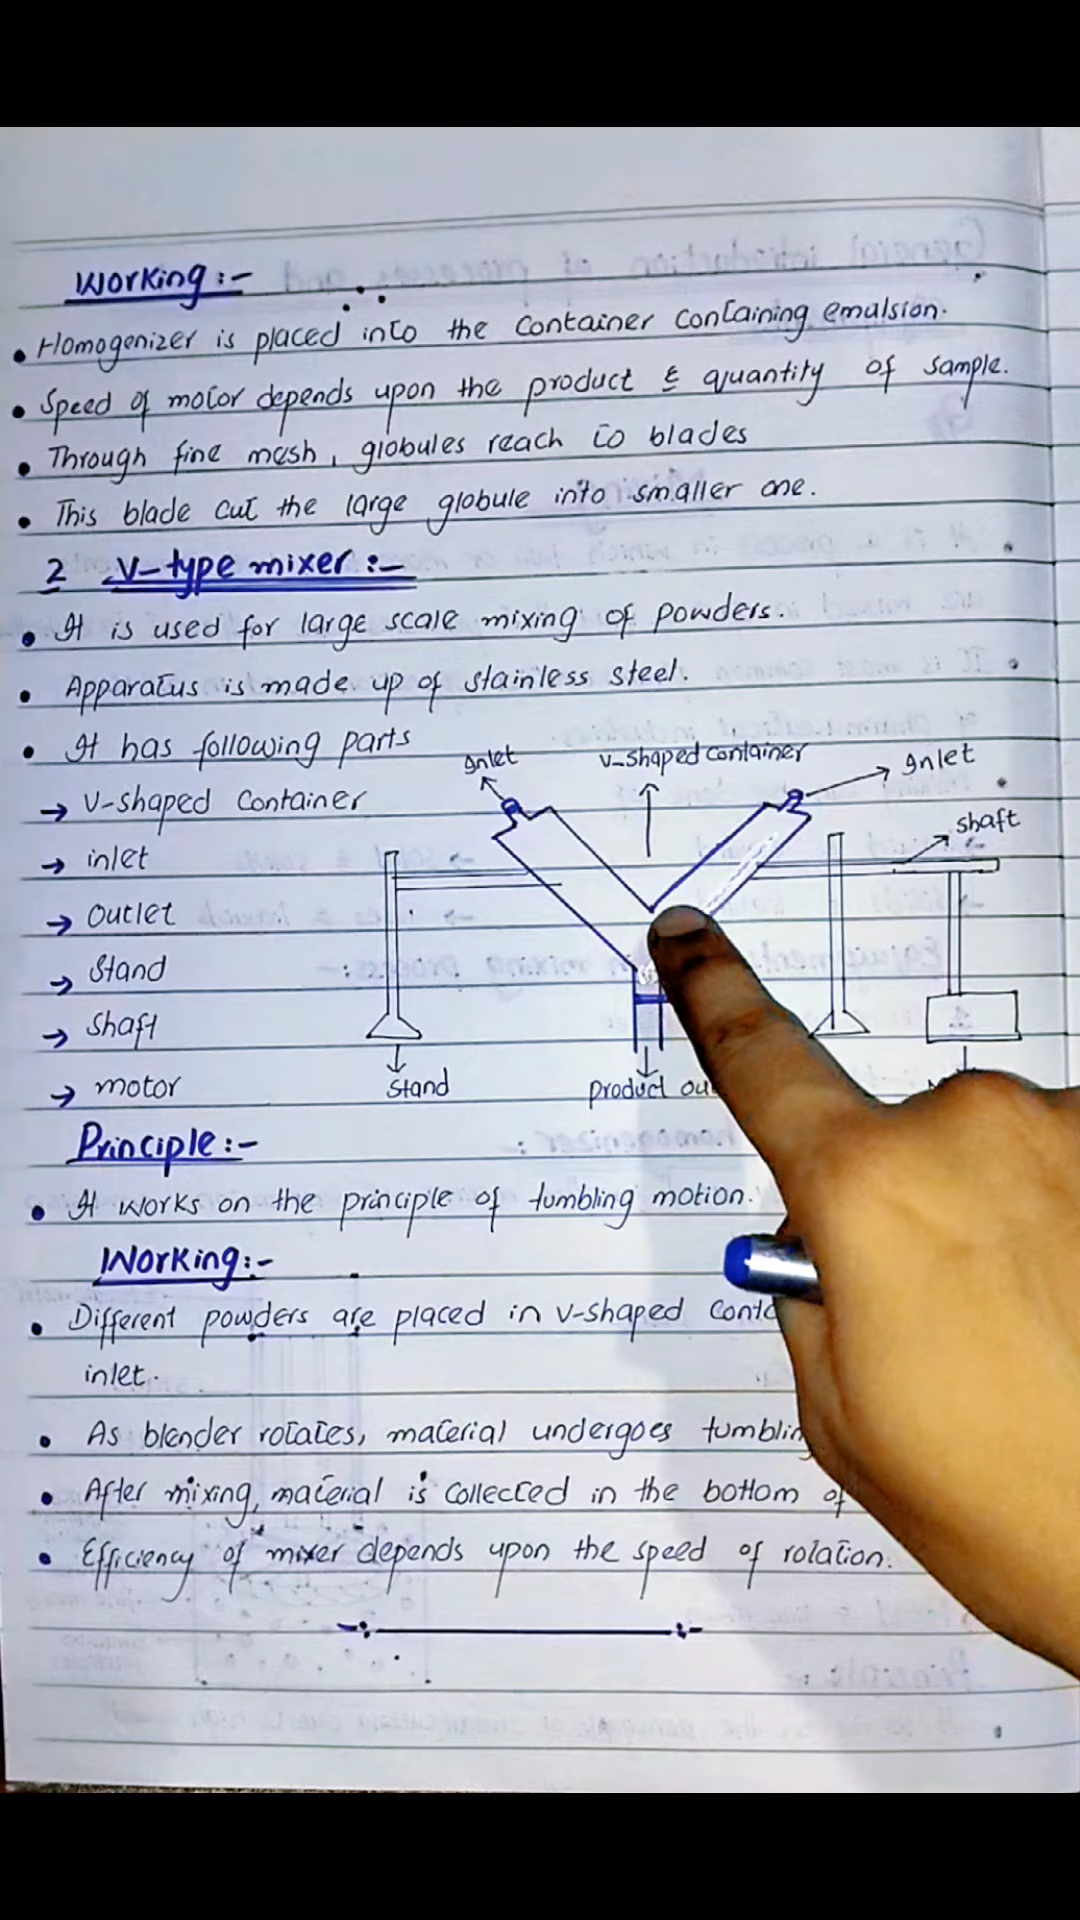 Working :-
• Homogenizer is placed into the container containing emulsion.
• Speed of motor depends upon the product & quantity of sample.
• Through fine mesh, globules reach to blades
• This blade cut the large globule into smaller one.
2 V-type mixer :-
• It is used for large scale mixing of powders.
• Apparatus is made up of stainless steel.
• It has following parts
Inlet
V-shaped container
Inlet
→ V-shaped container
shaft
→ inlet
→ outlet
→ Stand
→ Shaft
→ motor
Stand
product
Principle :-
• It works on the principle of tumbling motion.
Working :-
• Different powders are placed in V-shaped
inlet.
• As blender rotates, material undergoes
• After mixing, material is collected in the bottom of
• Efficiency of mixer depends upon the speed of rotation.